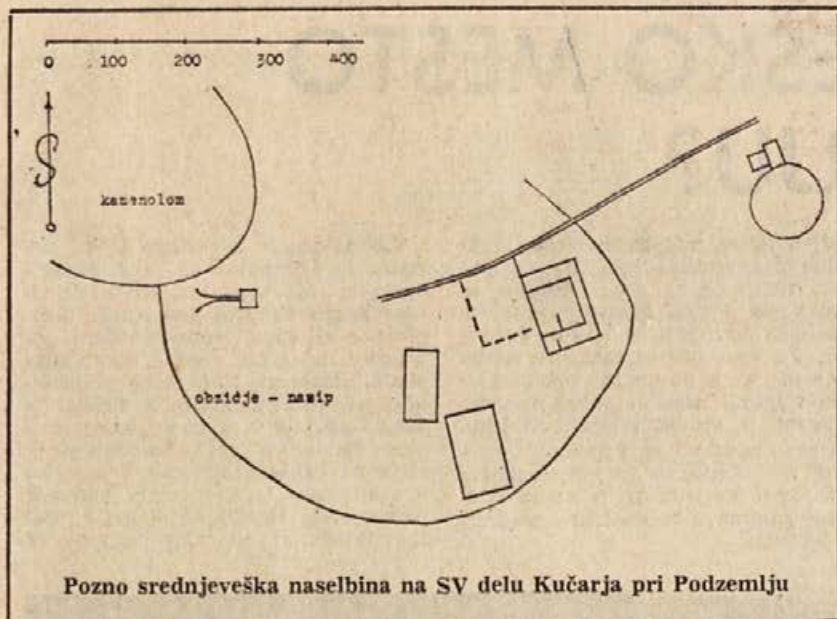 0 100 200 300 400
S
kamenolom
obzidje - nasip
Pozno srednjeveška naselbina na SV delu Kučarja pri Podzemlju